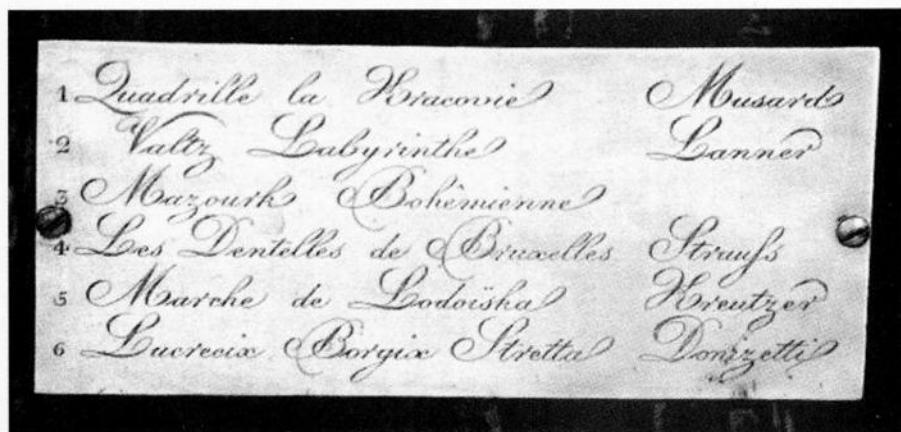 1 Quadrille la Kracovie Musard
2 Valtz Labyrinthe Lanner
3 Mazourk Bohêmienne
4 Les Dentelles de Bruxelles Straufs
5 Marche de Lodoïska Kreutzer
6 Lucrecia Borgia Stretta Donizetti